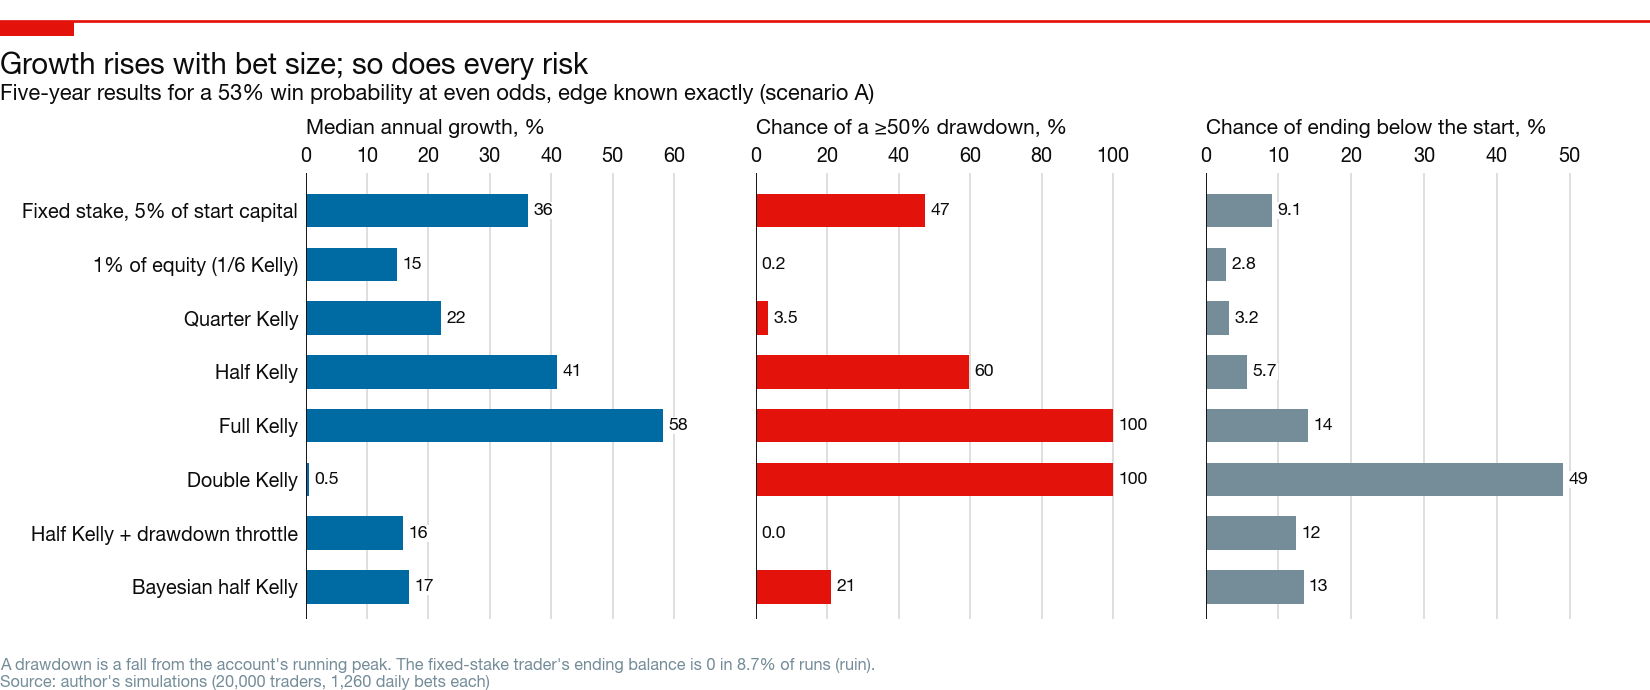 Growth rises with bet size; so does every risk
Five-year results for a 53% win probability at even odds, edge known exactly (scenario A)
Median annual growth, %
Chance of a ≥50% drawdown, %
Chance of ending below the start, %
0 10 20 30 40 50 60
0 20 40 60 80 100
0 10 20 30 40 50
Fixed stake, 5% of start capital 36 47 9.1
1% of equity (1/6 Kelly) 15 0.2 2.8
Quarter Kelly 22 3.5 3.2
Half Kelly 41 60 5.7
Full Kelly 58 100 14
Double Kelly 0.5 100 49
Half Kelly + drawdown throttle 16 0.0 12
Bayesian half Kelly 17 21 13
A drawdown is a fall from the account's running peak. The fixed-stake trader's ending balance is 0 in 8.7% of runs (ruin).
Source: author's simulations (20,000 traders, 1,260 daily bets each)